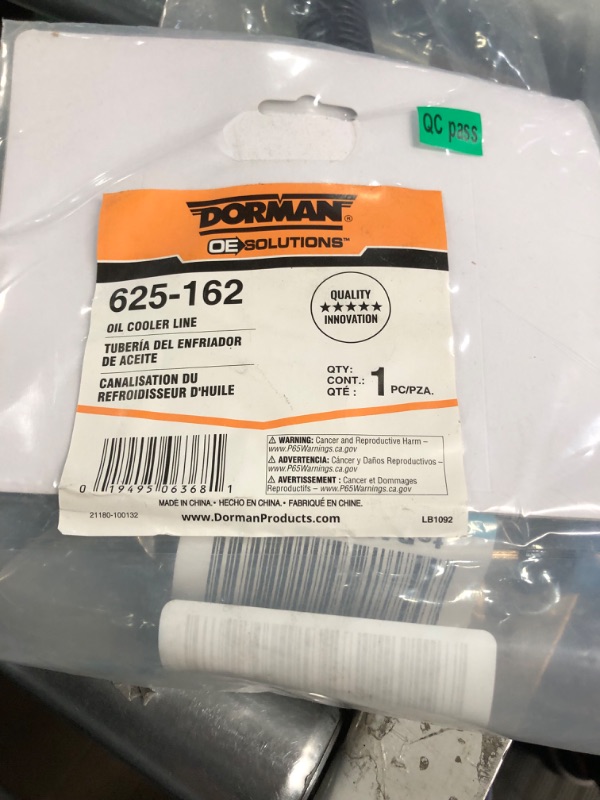 QC pass
DORMAN®
OE SOLUTIONS™
625-162
OIL COOLER LINE
TUBERÍA DEL ENFRIADOR
DE ACEITE
CANALISATION DU
REFROIDISSEUR D'HUILE
QUALITY
★★★★★
INNOVATION
QTY:
CONT.:
QTÉ :
1 PC/PZA.
⚠ WARNING: Cancer and Reproductive Harm –
www.P65Warnings.ca.gov
⚠ ADVERTENCIA: Cáncer y Daños Reproductivos –
www.P65Warnings.ca.gov
⚠ AVERTISSEMENT : Cancer et Dommages
Reproductifs – www.P65Warnings.ca.gov
0 19495 06368 1
MADE IN CHINA. • HECHO EN CHINA. • FABRIQUÉ EN CHINE.
21180-100132
www.DormanProducts.com
LB1092